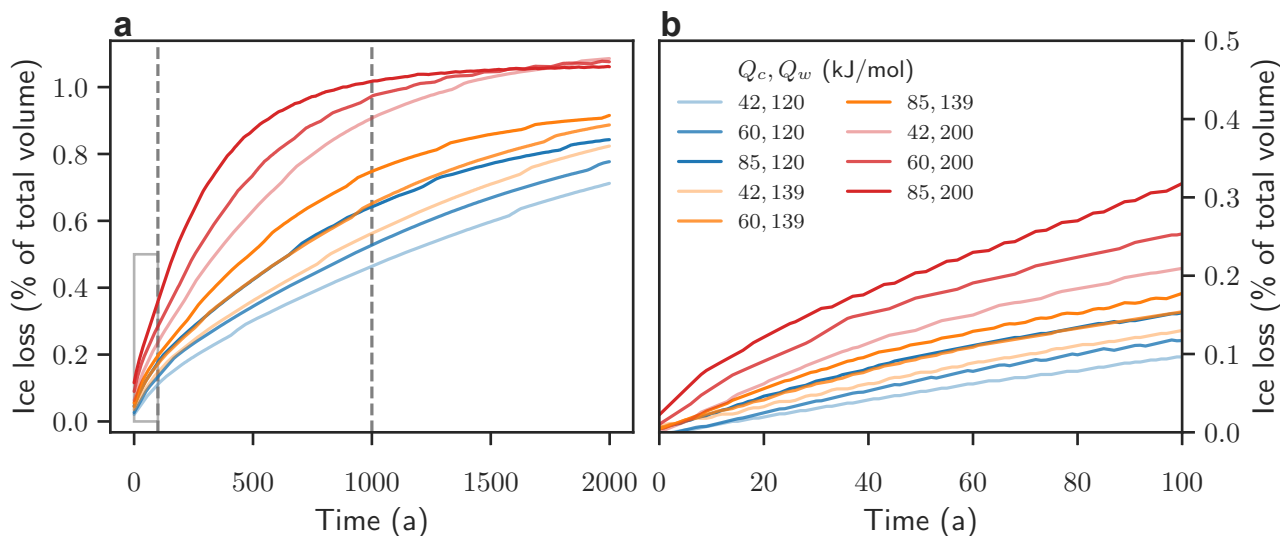 a
Ice loss (% of total volume)
1.0
0.8
0.6
0.4
0.2
0.0
0 500 1000 1500 2000
Time (a)
b
Q_c, Q_w (kJ/mol)
42, 120
60, 120
85, 120
42, 139
60, 139
85, 139
42, 200
60, 200
85, 200
0.5
0.4
0.3
0.2
0.1
0.0
Ice loss (% of total volume)
0 20 40 60 80 100
Time (a)